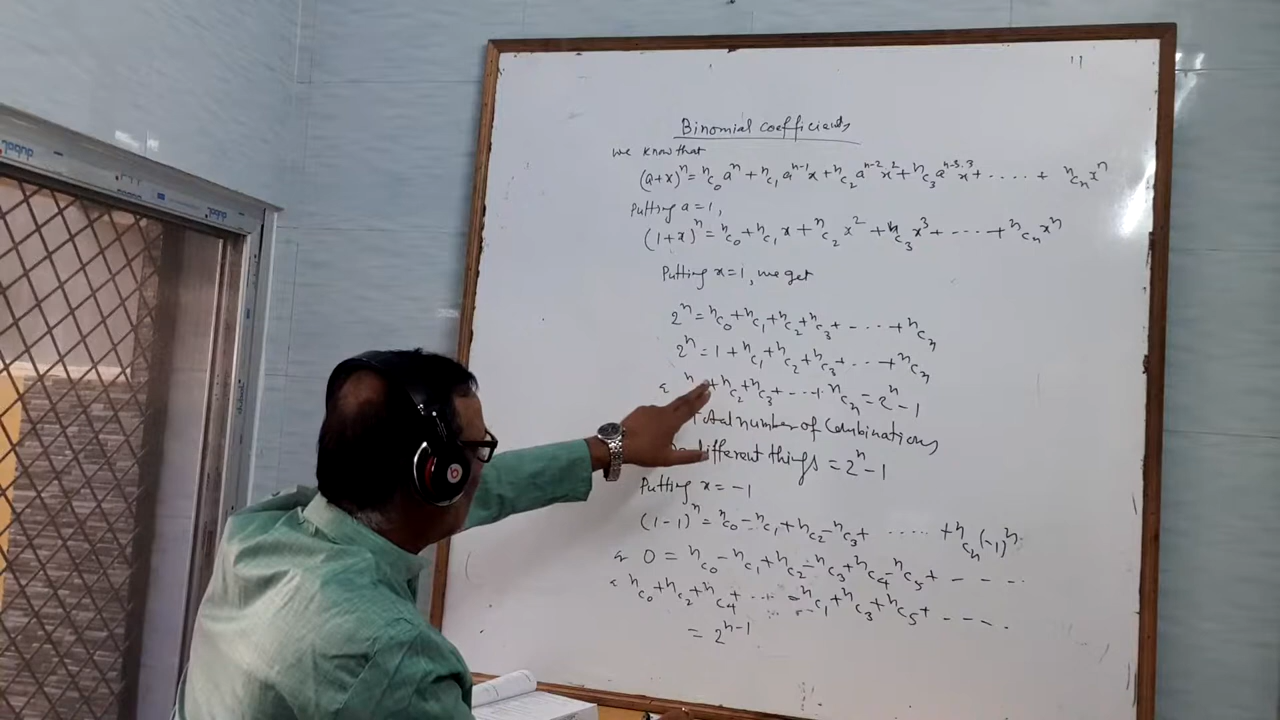 Binomial coefficients
we know that
(a+x)ⁿ = ⁿC₀ aⁿ + ⁿC₁ aⁿ⁻¹ x + ⁿC₂ aⁿ⁻² x² + ⁿC₃ aⁿ⁻³ x³ + ..... + ⁿCₙ xⁿ
Putting a = 1,
(1+x)ⁿ = ⁿC₀ + ⁿC₁ x + ⁿC₂ x² + ⁿC₃ x³ + ..... + ⁿCₙ xⁿ
Putting x = 1, we get
2ⁿ = ⁿC₀ + ⁿC₁ + ⁿC₂ + ⁿC₃ + ..... + ⁿCₙ
2ⁿ = 1 + ⁿC₁ + ⁿC₂ + ⁿC₃ + ..... + ⁿCₙ
+ ⁿC₂ + ⁿC₃ + ..... + ⁿCₙ = 2ⁿ - 1
number of Combinations
different things = 2ⁿ - 1
Putting x = -1
(1-1)ⁿ = ⁿC₀ - ⁿC₁ + ⁿC₂ - ⁿC₃ + ..... + ⁿCₙ (-1)ⁿ
0 = ⁿC₀ - ⁿC₁ + ⁿC₂ - ⁿC₃ + ⁿC₄ - ⁿC₅ + .....
ⁿC₀ + ⁿC₂ + ⁿC₄ + ..... = ⁿC₁ + ⁿC₃ + ⁿC₅ + .....
= 2ⁿ⁻¹